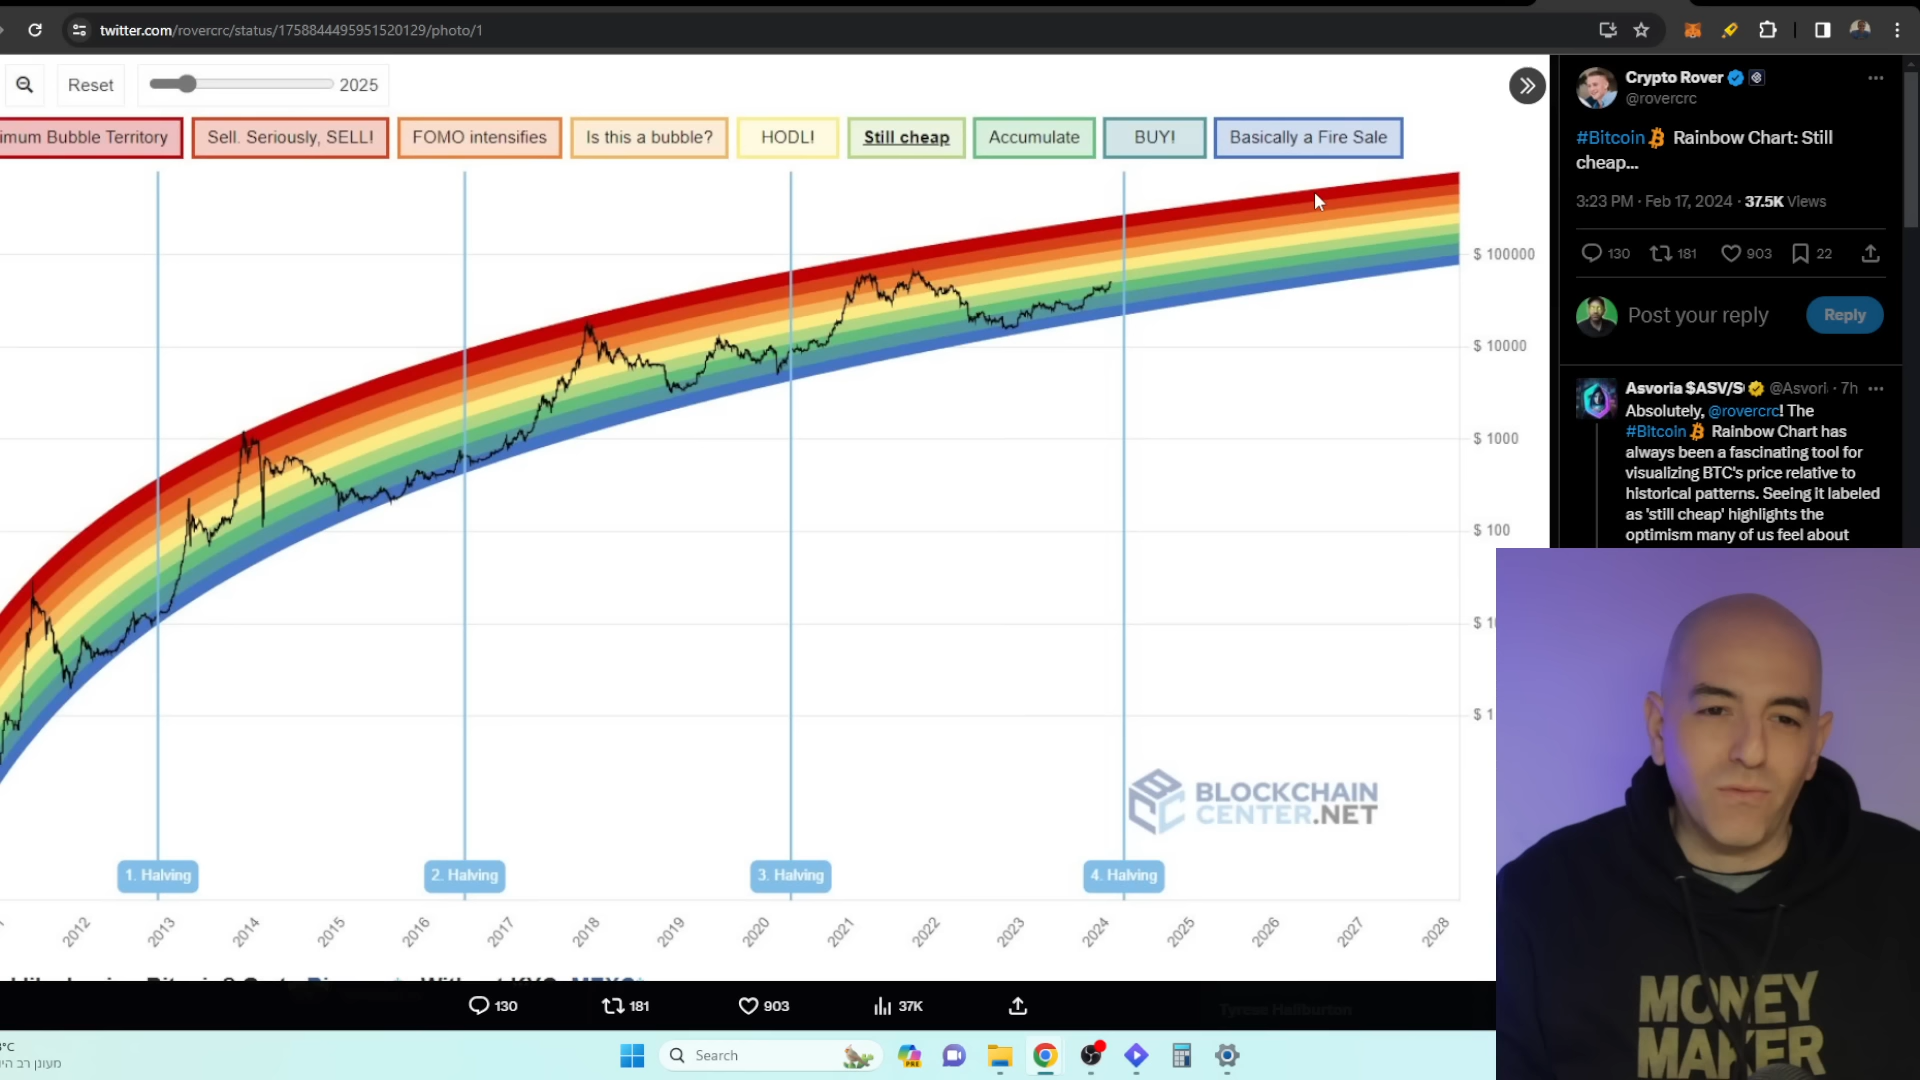 twitter.com/rovercrc/status/1758844495951520129/photo/1
Reset
2025
imum Bubble Territory
Sell. Seriously, SELL!
FOMO intensifies
Is this a bubble?
HODL!
Still cheap
Accumulate
BUY!
Basically a Fire Sale
$ 100000
$ 10000
$ 1000
$ 100
$ 1
BLOCKCHAIN
CENTER.NET
1. Halving
2. Halving
3. Halving
4. Halving
2012
2013
2014
2015
2016
2017
2018
2019
2020
2021
2022
2023
2024
2025
2026
2027
2028
130
181
903
37K
Crypto Rover
@rovercrc
#Bitcoin Rainbow Chart: Still
cheap...
3:23 PM · Feb 17, 2024 · 37.5K Views
130
181
903
22
Post your reply
Reply
Asvoria $ASV/S @Asvori · 7h
Absolutely, @rovercrc! The
#Bitcoin Rainbow Chart has
always been a fascinating tool for
visualizing BTC's price relative to
historical patterns. Seeing it labeled
as 'still cheap' highlights the
optimism many of us feel about
MONEY
MAKER
Search
PRE
מעונן רב הי